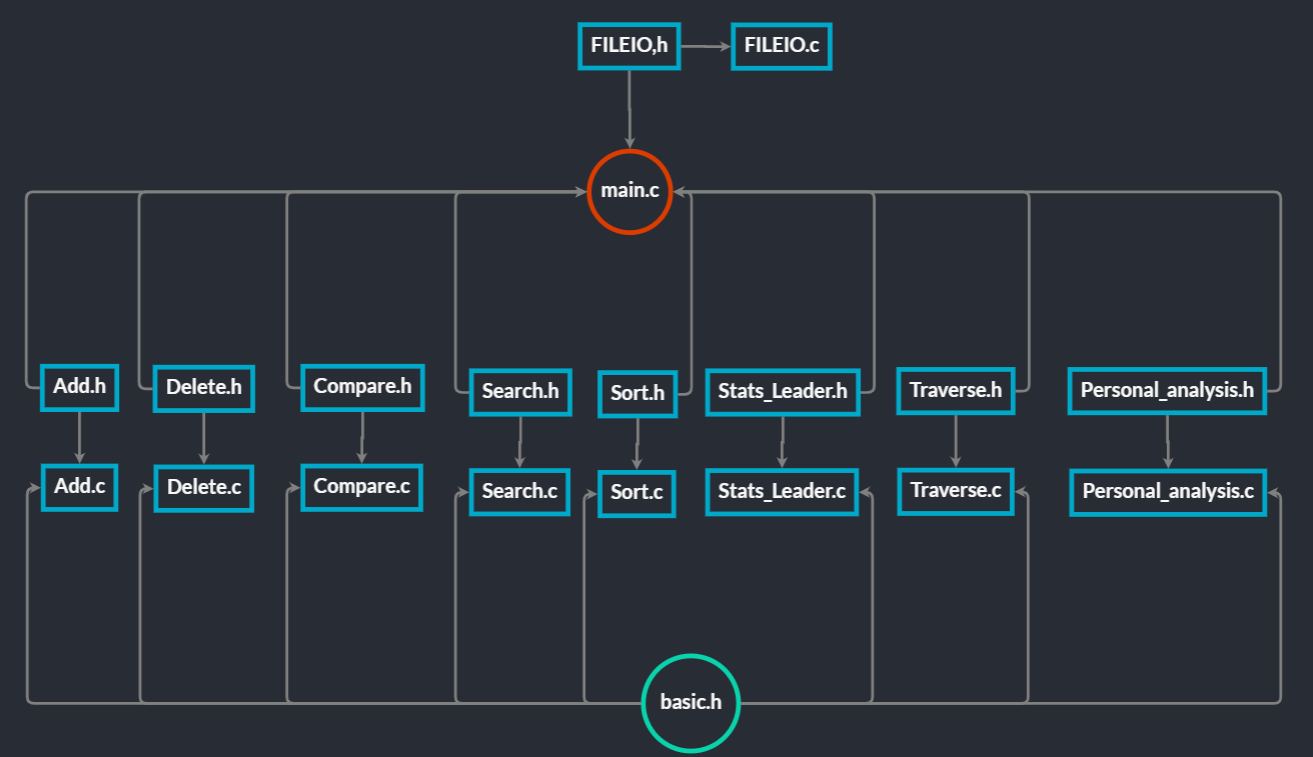 FILEIO,h
FILEIO.c
main.c
Add.h
Delete.h
Compare.h
Search.h
Sort.h
Stats_Leader.h
Traverse.h
Personal_analysis.h
Add.c
Delete.c
Compare.c
Search.c
Sort.c
Stats_Leader.c
Traverse.c
Personal_analysis.c
basic.h